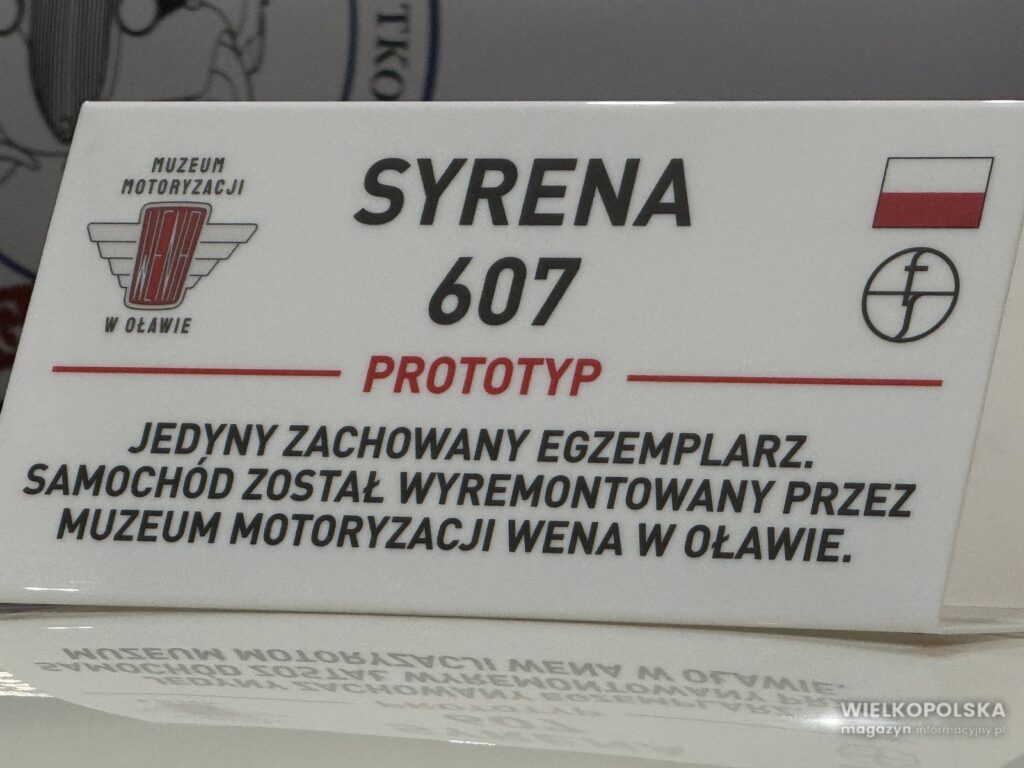 TKO
MUZEUM
MOTORYZACJI
WENA
W OŁAWIE
SYRENA
607
PROTOTYP
JEDYNY ZACHOWANY EGZEMPLARZ.
SAMOCHÓD ZOSTAŁ WYREMONTOWANY PRZEZ
MUZEUM MOTORYZACJI WENA W OŁAWIE.
WIELKOPOLSKA
magazyn informacyjny.pl